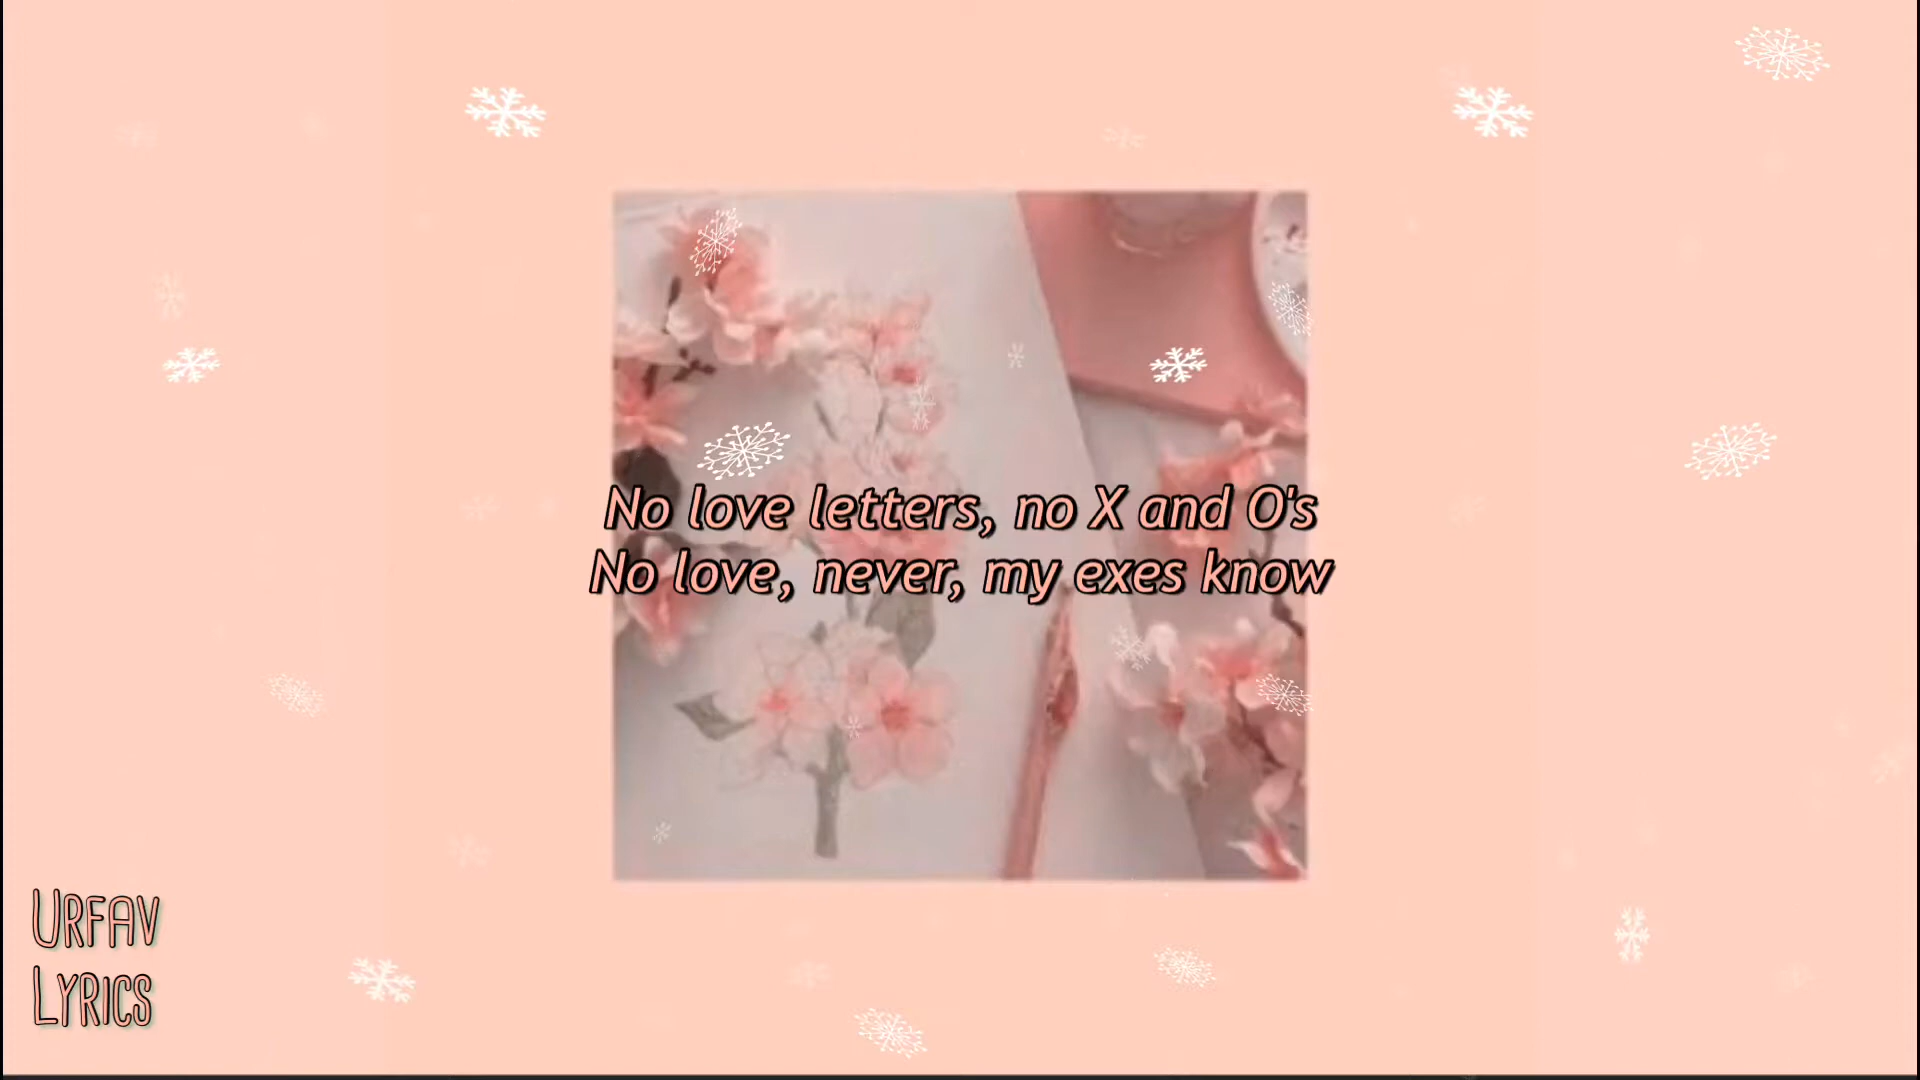 No love letters, no X and O's
No love, never, my exes know
URFAV
LYRICS